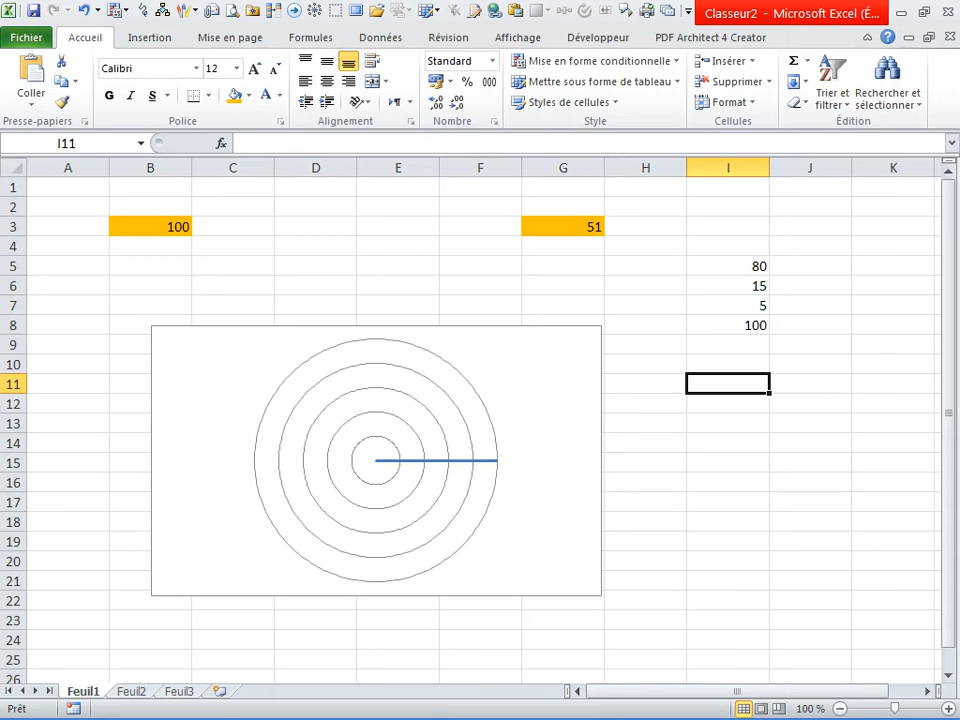 Classeur2 - Microsoft Excel (É...
Fichier Accueil Insertion Mise en page Formules Données Révision Affichage Développeur PDF Architect 4 Creator
Coller
Calibri 12
G I S
A A
A
Standard
% 000
Mise en forme conditionnelle
Mettre sous forme de tableau
Styles de cellules
Insérer
Supprimer
Format
Σ
Trier et filtrer
Rechercher et sélectionner
Presse-papiers Police Alignement Nombre Style Cellules Édition
I11 fx
A B C D E F G H I J K
1
2
3 100 51
4
5 80
6 15
7 5
8 100
9
10
11
12
13
14
15
16
17
18
19
20
21
22
23
24
25
26
Feuil1 Feuil2 Feuil3
Prêt 100 %